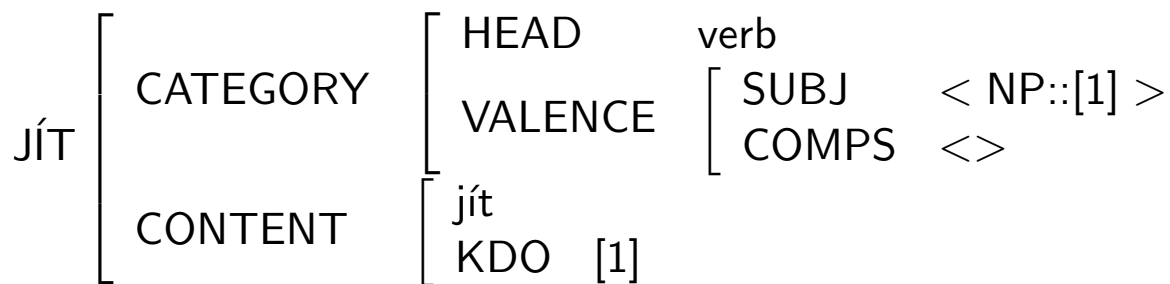 HEAD verb
CATEGORY
SUBJ < NP::[1] >
VALENCE
COMPS <>
JÍT
jít
CONTENT
KDO [1]